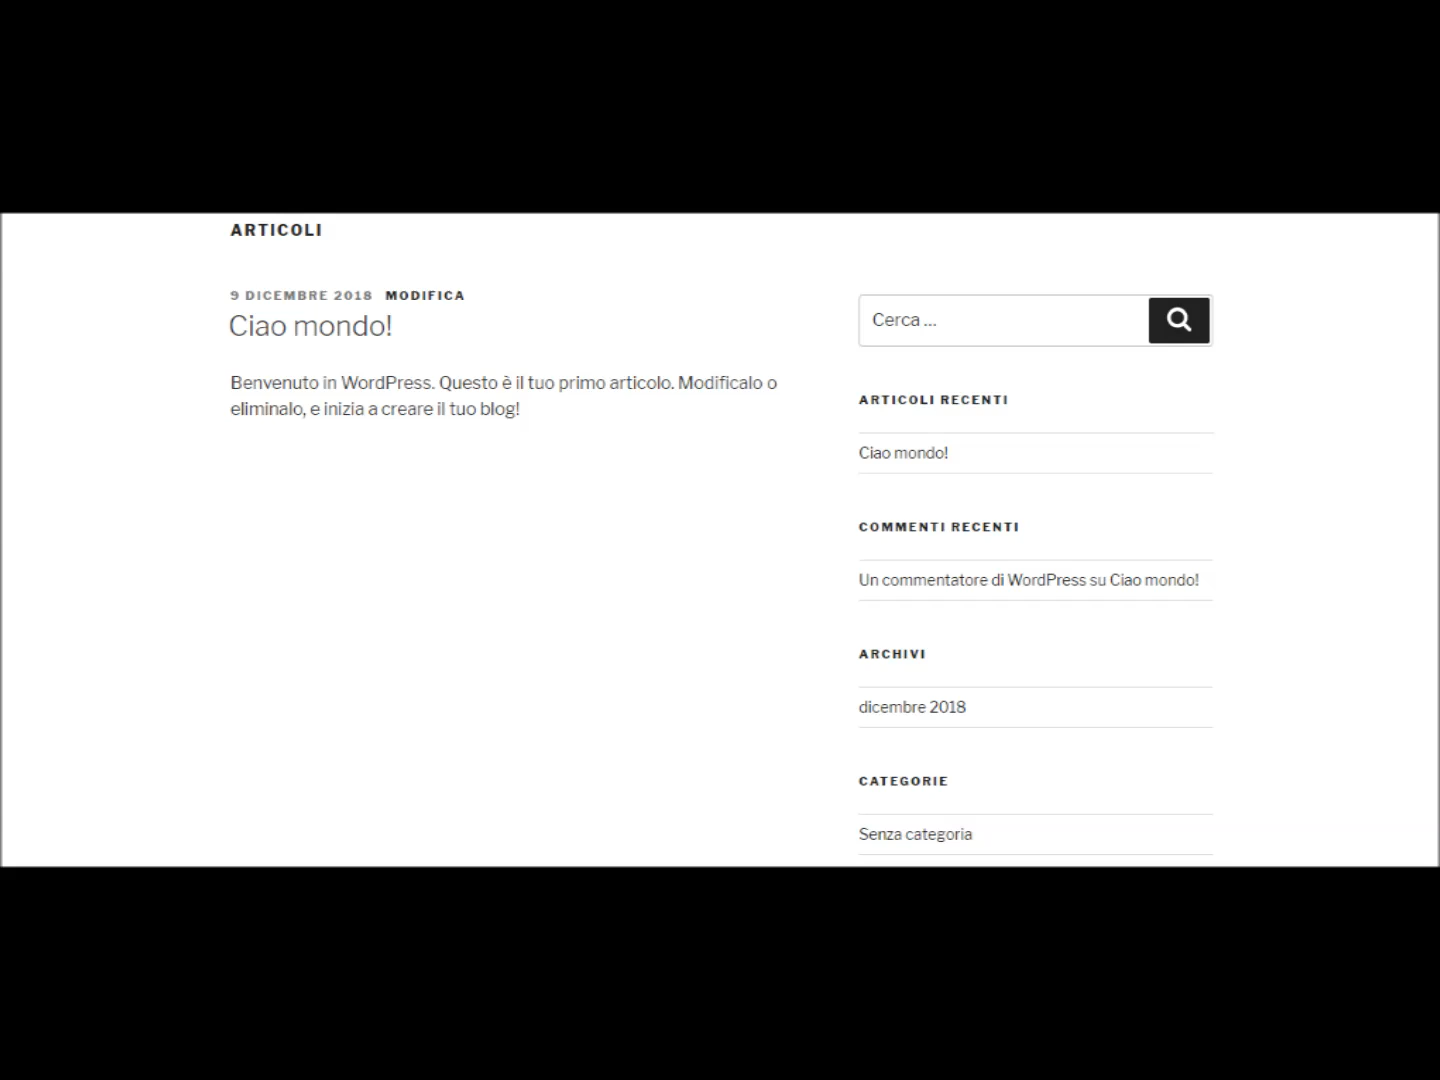 ARTICOLI
9 DICEMBRE 2018 MODIFICA
Ciao mondo!
Benvenuto in WordPress. Questo è il tuo primo articolo. Modificalo o
eliminalo, e inizia a creare il tuo blog!
Cerca ...
ARTICOLI RECENTI
Ciao mondo!
COMMENTI RECENTI
Un commentatore di WordPress su Ciao mondo!
ARCHIVI
dicembre 2018
CATEGORIE
Senza categoria